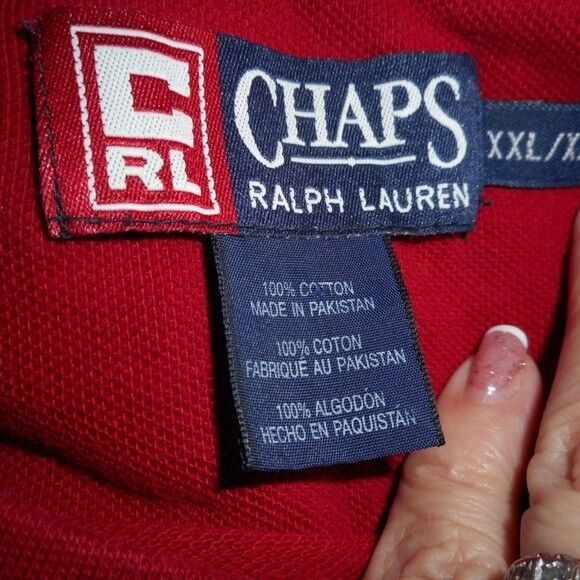 C
RL
CHAPS
RALPH LAUREN
XXL/X
100% COTTON
MADE IN PAKISTAN
100% COTON
FABRIQUÉ AU PAKISTAN
100% ALGODÓN
HECHO EN PAQUISTAN